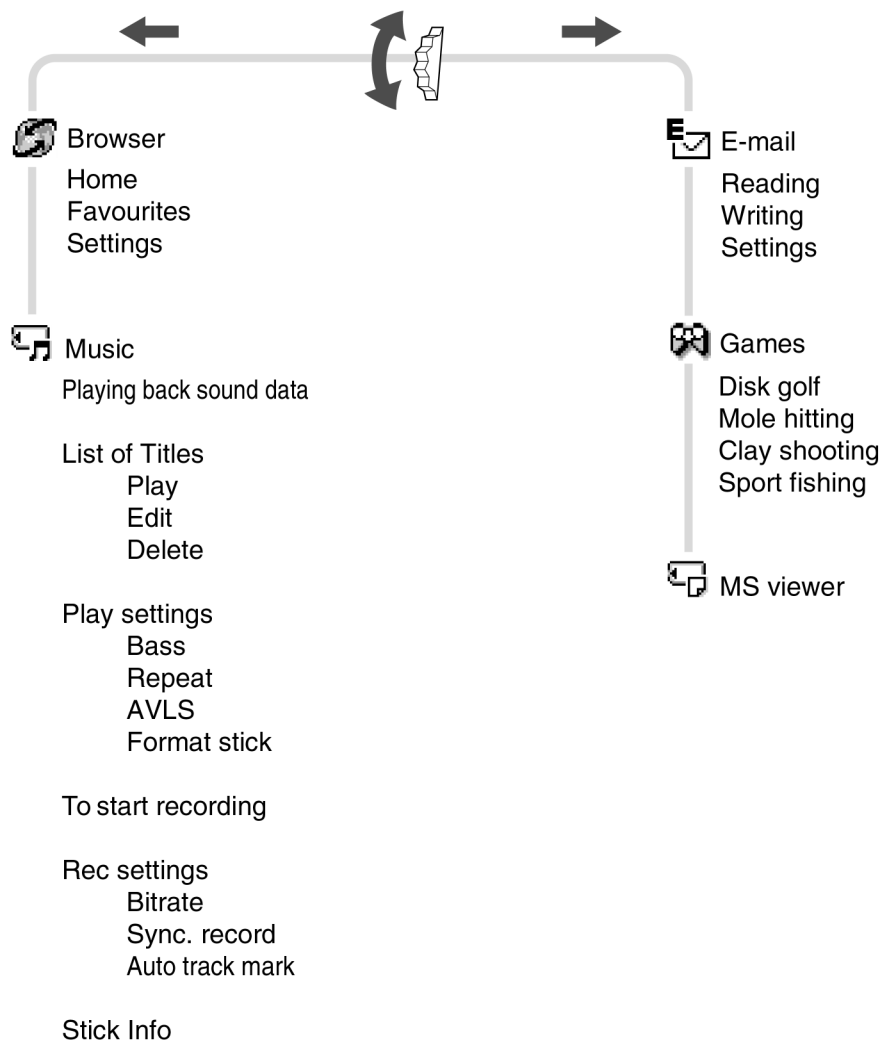 Browser
Home
Favourites
Settings
Music
Playing back sound data
List of Titles
Play
Edit
Delete
Play settings
Bass
Repeat
AVLS
Format stick
To start recording
Rec settings
Bitrate
Sync. record
Auto track mark
Stick Info
E
E-mail
Reading
Writing
Settings
Games
Disk golf
Mole hitting
Clay shooting
Sport fishing
MS viewer